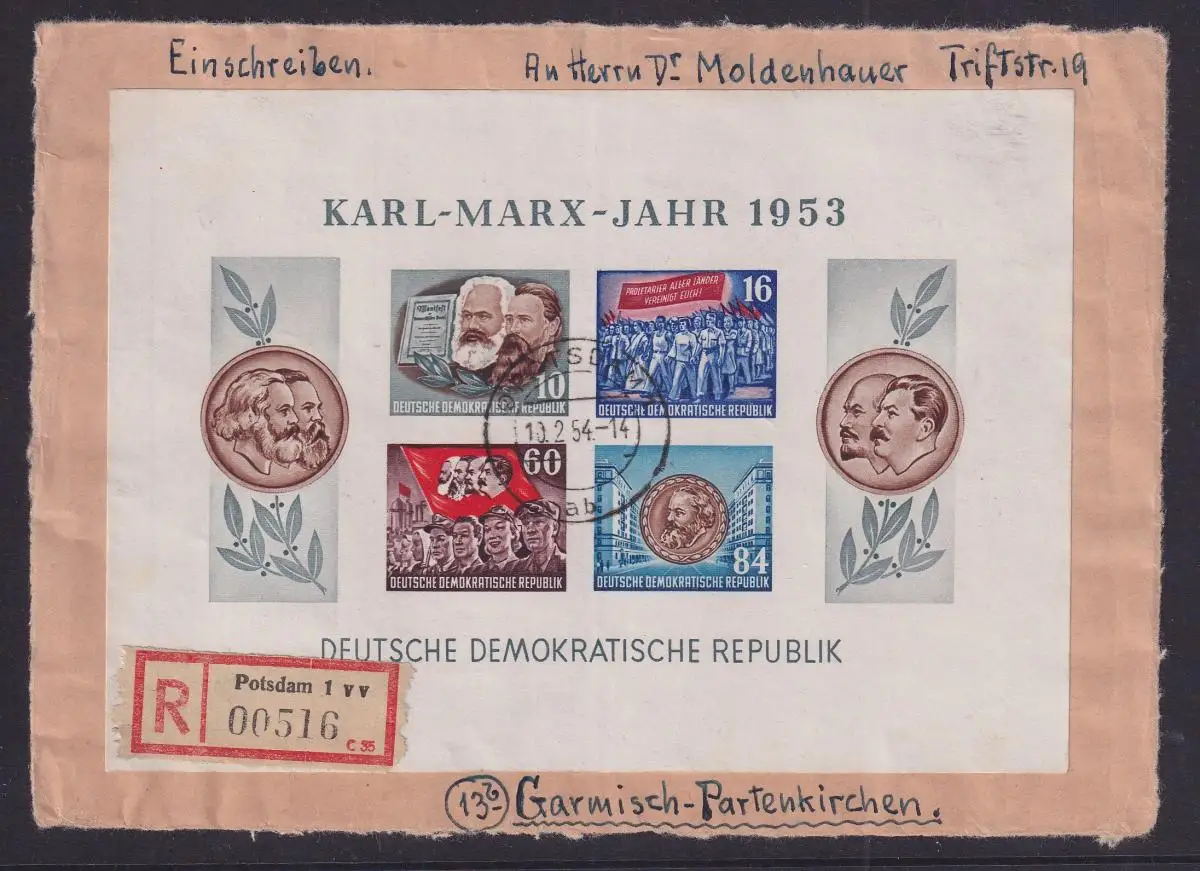 Einschreiben. An Herrn Dr Moldenhauer Triftstr. 19
KARL-MARX-JAHR 1953
Manifest
10
DEUTSCHE DEMOKRATISCHE REPUBLIK
PROLETARIER ALLER LÄNDER
VEREINIGT EUCH!
16
DEUTSCHE DEMOKRATISCHE REPUBLIK
10.2.54.-14
60
DEUTSCHE DEMOKRATISCHE REPUBLIK
84
DEUTSCHE DEMOKRATISCHE REPUBLIK
DEUTSCHE DEMOKRATISCHE REPUBLIK
R
Potsdam 1 v v
00516
C 35
13b Garmisch-Partenkirchen.